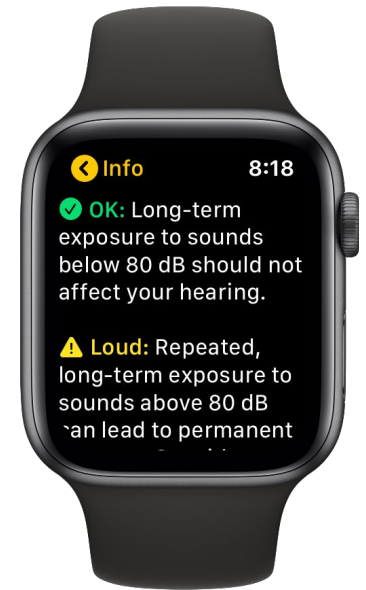 Info 8:18
OK: Long-term
exposure to sounds
below 80 dB should not
affect your hearing.
Loud: Repeated,
long-term exposure to
sounds above 80 dB
can lead to permanent